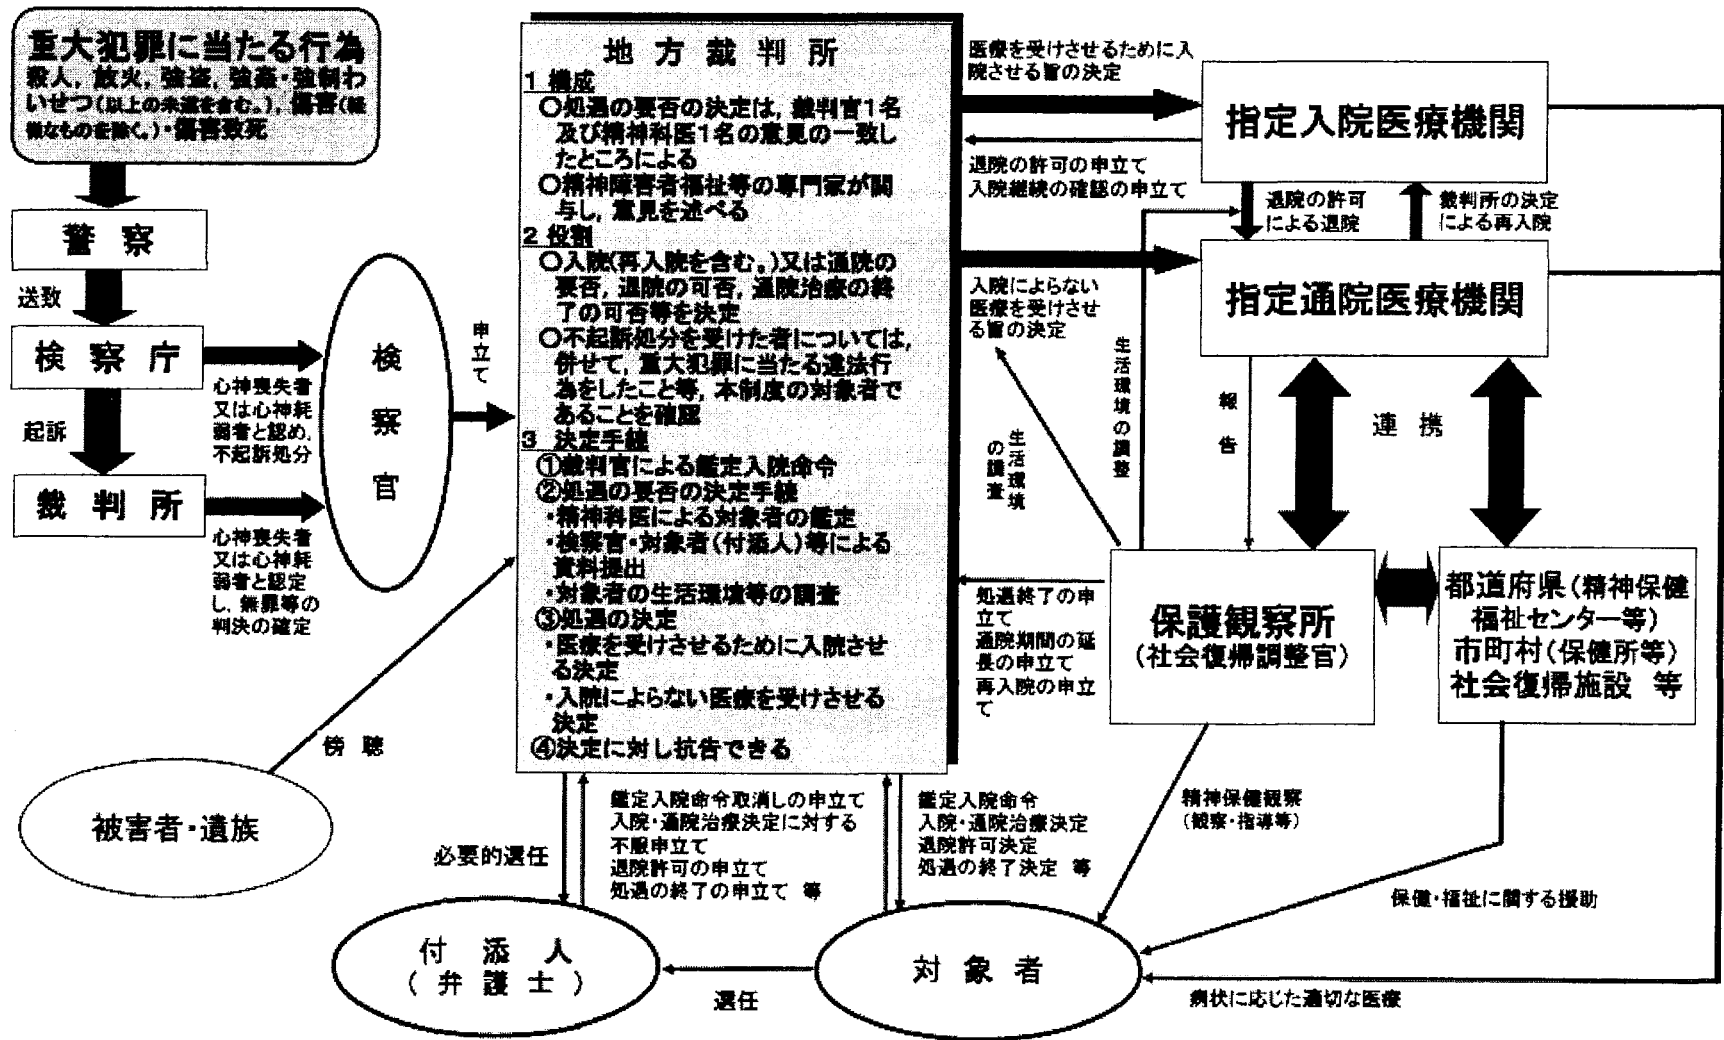 重大犯罪に当たる行為
殺人，放火，強盗，強姦・強制わ
いせつ（以上の未遂を含む。），傷害（軽
微なものを除く。）・傷害致死
警察
送致
検察庁
起訴
裁判所
心神喪失者
又は心神耗
弱者と認め，
不起訴処分
心神喪失者
又は心神耗
弱者と認定
し，無罪等の
判決の確定
検察官
申立て
地方裁判所
1 構成
○処遇の要否の決定は，裁判官1名
及び精神科医1名の意見の一致し
たところによる
○精神障害者福祉等の専門家が関
与し，意見を述べる
2 役割
○入院（再入院を含む。）又は通院の
要否，退院の可否，通院治療の終
了の可否等を決定
○不起訴処分を受けた者については，
併せて，重大犯罪に当たる違法行
為をしたこと等，本制度の対象者で
あることを確認
3 決定手続
①裁判官による鑑定入院命令
②処遇の要否の決定手続
・精神科医による対象者の鑑定
・検察官・対象者（付添人）等による
資料提出
・対象者の生活環境等の調査
③処遇の決定
・医療を受けさせるために入院させ
る決定
・入院によらない医療を受けさせる
決定
④決定に対し抗告できる
医療を受けさせるために入
院させる旨の決定
指定入院医療機関
退院の許可の申立て
入院継続の確認の申立て
退院の許可
による退院
裁判所の決定
による再入院
指定通院医療機関
入院によらない
医療を受けさせ
る旨の決定
生活環境の調整
報告
連携
生活環境
の調査
保護観察所
（社会復帰調整官）
都道府県（精神保健
福祉センター等）
市町村（保健所等）
社会復帰施設 等
処遇終了の申
立て
通院期間の延
長の申立て
再入院の申立
て
傍聴
被害者・遺族
必要的選任
鑑定入院命令取消しの申立て
入院・通院治療決定に対する
不服申立て
退院許可の申立て
処遇の終了の申立て 等
鑑定入院命令
入院・通院治療決定
退院許可決定
処遇の終了決定 等
精神保健観察
（観察・指導等）
保健・福祉に関する援助
付添人
（弁護士）
選任
対象者
病状に応じた適切な医療